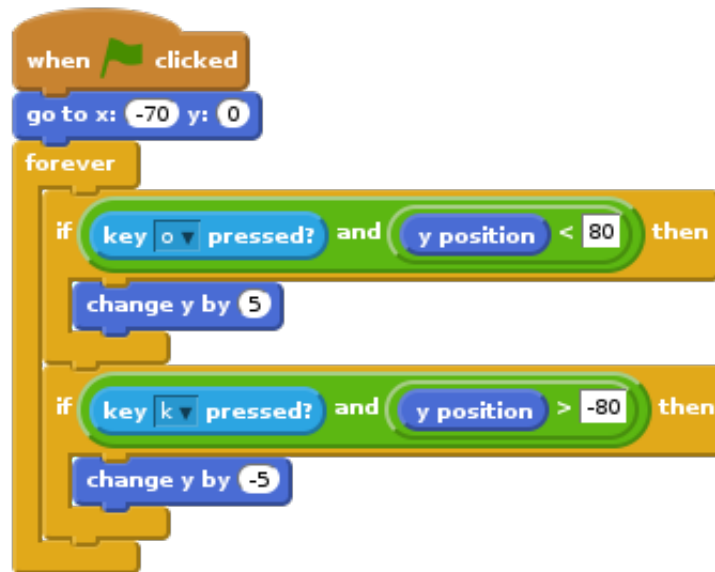 when clicked
go to x: -70 y: 0
forever
if key o pressed? and y position < 80 then
change y by 5
if key k pressed? and y position > -80 then
change y by -5